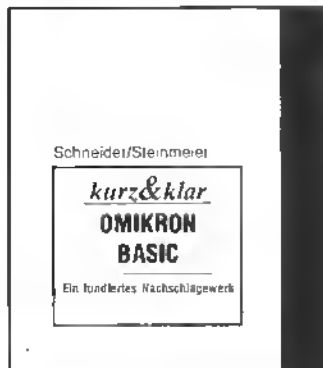 Schneider/Steinmeier
kurz&klar
OMIKRON
BASIC
Ein fundiertes Nachschlagewerk